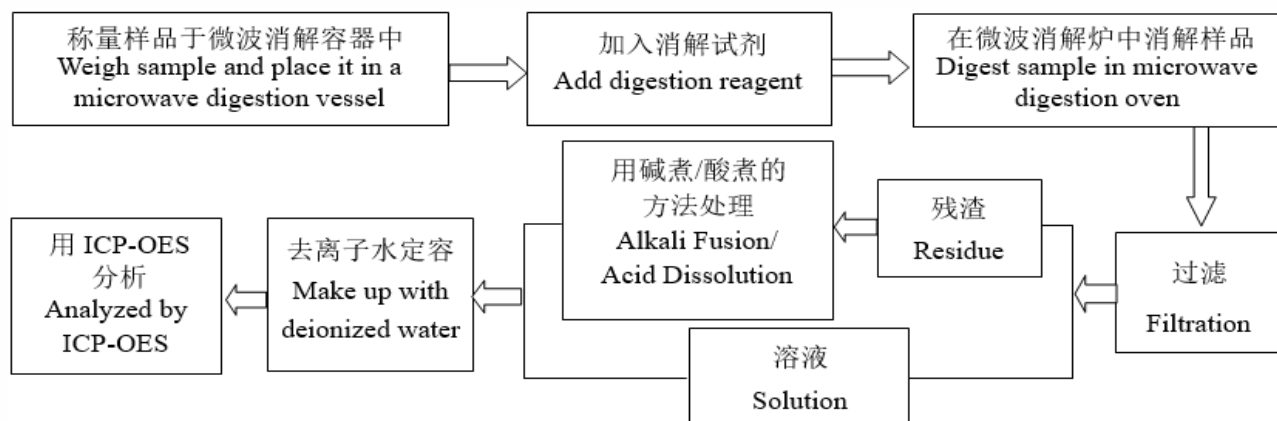 称量样品于微波消解容器中
Weigh sample and place it in a
microwave digestion vessel
加入消解试剂
Add digestion reagent
在微波消解炉中消解样品
Digest sample in microwave
digestion oven
过滤
Filtration
残渣
Residue
用碱煮/酸煮的
方法处理
Alkali Fusion/
Acid Dissolution
溶液
Solution
去离子水定容
Make up with
deionized water
用 ICP-OES
分析
Analyzed by
ICP-OES